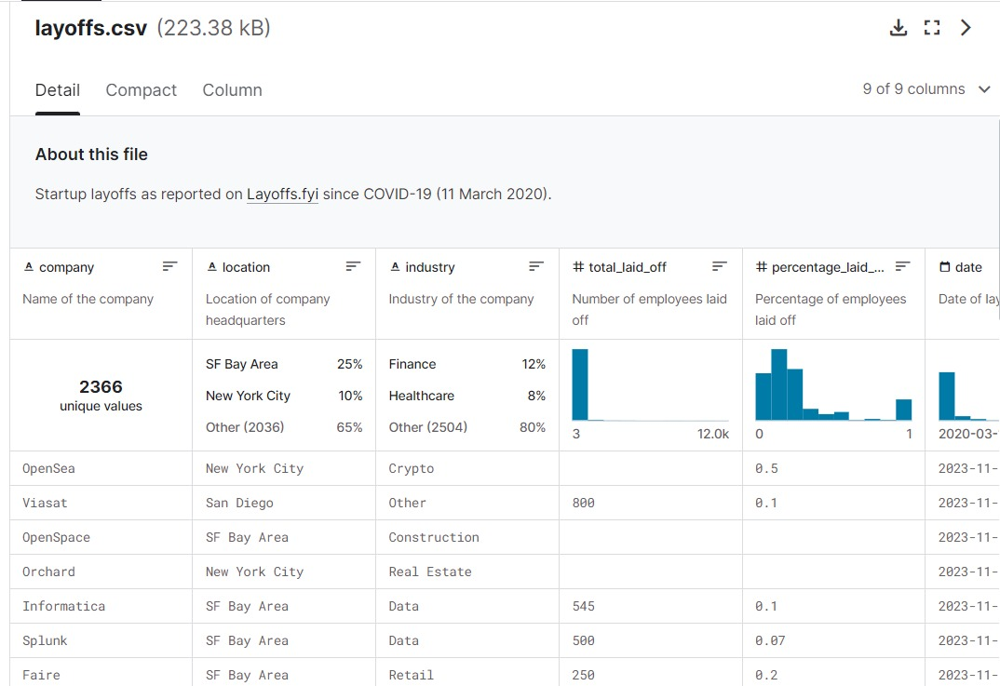 layoffs.csv (223.38 kB)
Detail Compact Column
9 of 9 columns
About this file
Startup layoffs as reported on Layoffs.fyi since COVID-19 (11 March 2020).
A company A location A industry # total_laid_off # percentage_laid_... date
Name of the company Location of company headquarters Industry of the company Number of employees laid off Percentage of employees laid off Date of lay
2366
unique values
SF Bay Area 25%
New York City 10%
Other (2036) 65%
Finance 12%
Healthcare 8%
Other (2504) 80%
3 12.0k
0 1
2020-03-
OpenSea New York City Crypto 0.5 2023-11-
Viasat San Diego Other 800 0.1 2023-11-
OpenSpace SF Bay Area Construction 2023-11-
Orchard New York City Real Estate 2023-11-
Informatica SF Bay Area Data 545 0.1 2023-11-
Splunk SF Bay Area Data 500 0.07 2023-11-
Faire SF Bay Area Retail 250 0.2 2023-11-